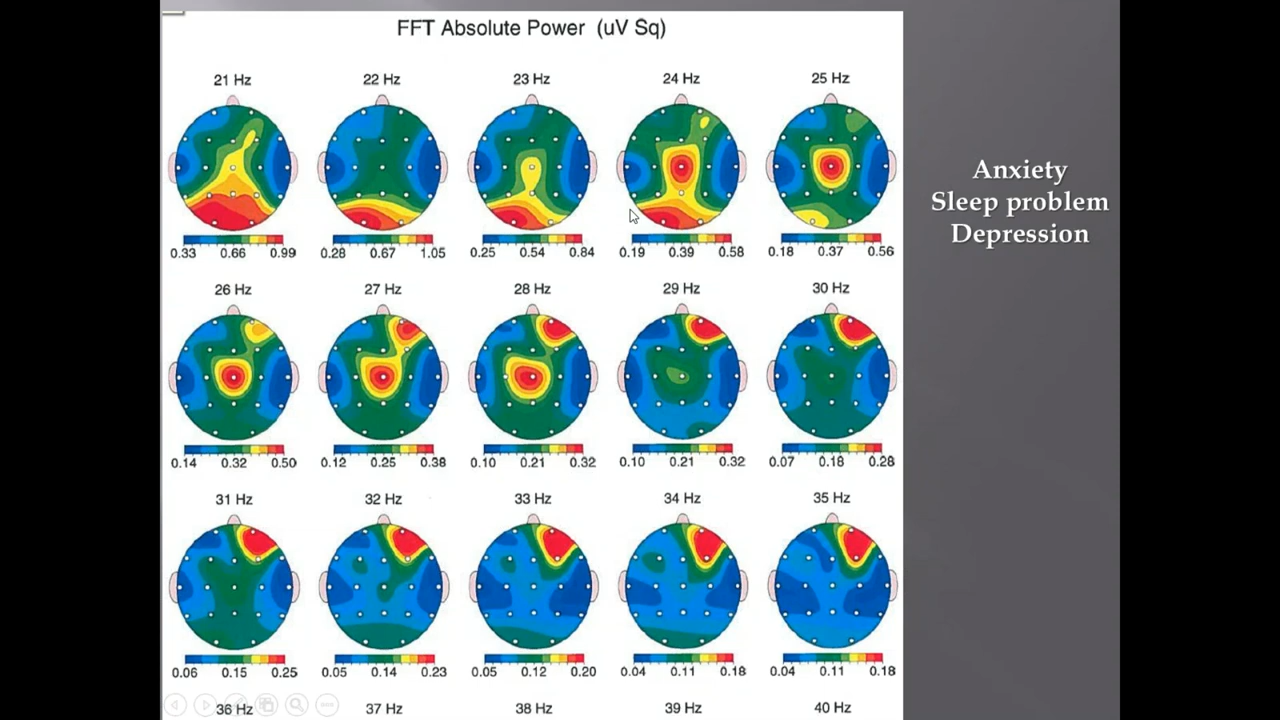 FFT Absolute Power (uV Sq)
21 Hz 22 Hz 23 Hz 24 Hz 25 Hz
0.33 0.66 0.99 0.28 0.67 1.05 0.25 0.54 0.84 0.19 0.39 0.58 0.18 0.37 0.56
26 Hz 27 Hz 28 Hz 29 Hz 30 Hz
0.14 0.32 0.50 0.12 0.25 0.38 0.10 0.21 0.32 0.10 0.21 0.32 0.07 0.18 0.28
31 Hz 32 Hz 33 Hz 34 Hz 35 Hz
0.06 0.15 0.25 0.05 0.14 0.23 0.05 0.12 0.20 0.04 0.11 0.18 0.04 0.11 0.18
36 Hz 37 Hz 38 Hz 39 Hz 40 Hz
Anxiety
Sleep problem
Depression